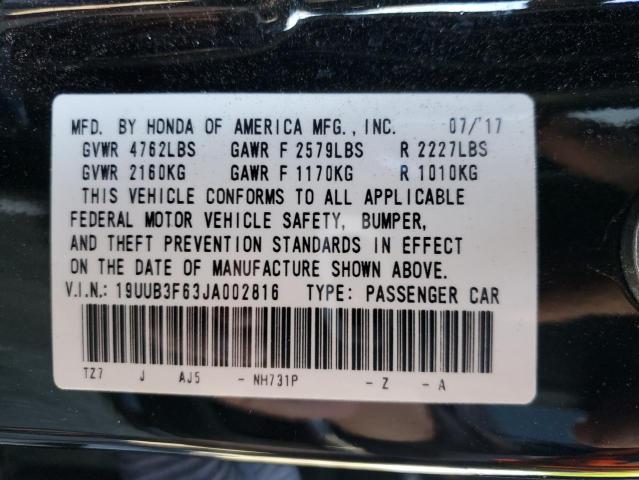 MFD. BY HONDA OF AMERICA MFG., INC. 07/'17
GVWR 4762LBS GAWR F 2579LBS R 2227LBS
GVWR 2160KG GAWR F 1170KG R 1010KG
THIS VEHICLE CONFORMS TO ALL APPLICABLE
FEDERAL MOTOR VEHICLE SAFETY, BUMPER,
AND THEFT PREVENTION STANDARDS IN EFFECT
ON THE DATE OF MANUFACTURE SHOWN ABOVE.
V.I.N.: 19UUB3F63JA002816 TYPE: PASSENGER CAR
TZ7 J AJ5 - NH731P - Z - A